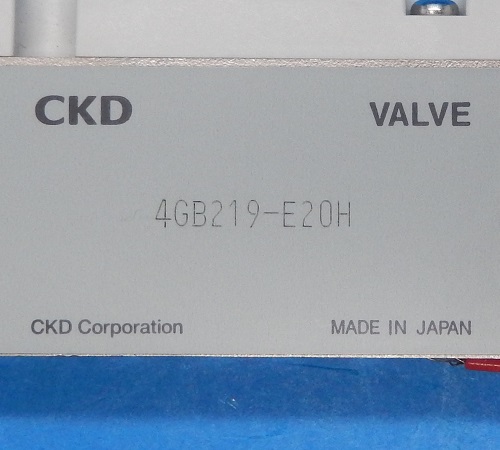 CKD VALVE
4GB219-E20H
CKD Corporation MADE IN JAPAN